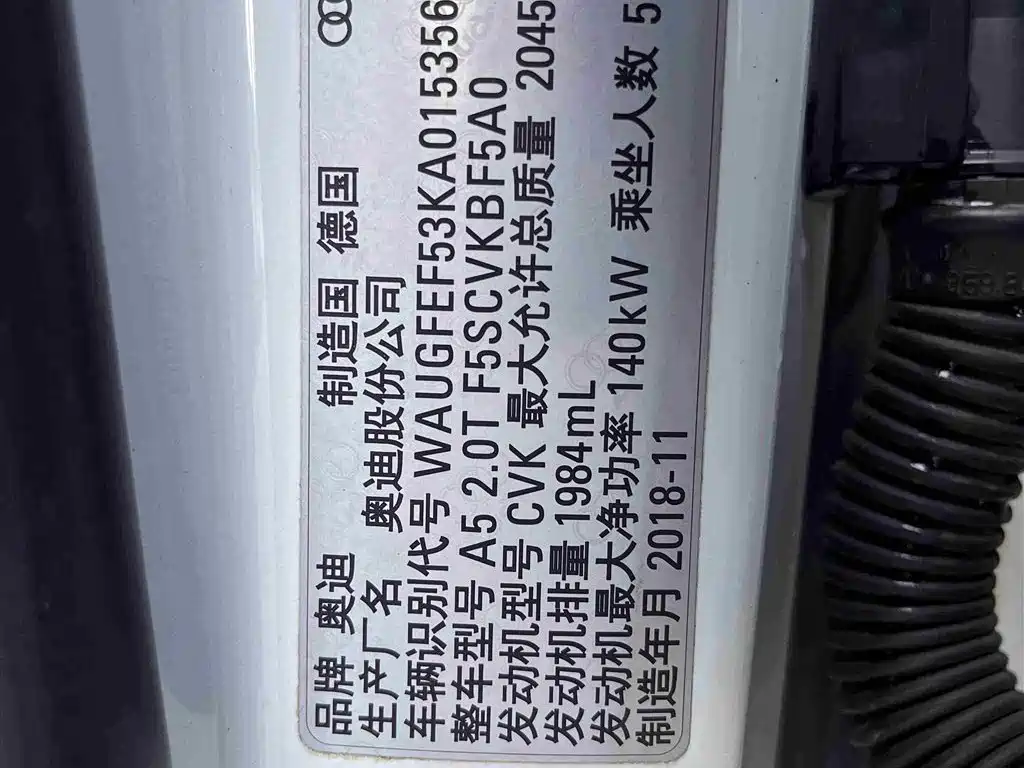 品牌 奥迪 制造国 德国
生产厂名 奥迪股份公司
车辆识别代号 WAUGFEF53KA015356
整车型号 A5 2.0T F5SCVKBF5A0
发动机型号 CVK 最大允许总质量 2045
发动机排量 1984mL
发动机最大净功率 140kW 乘坐人数 5
制造年月 2018-11